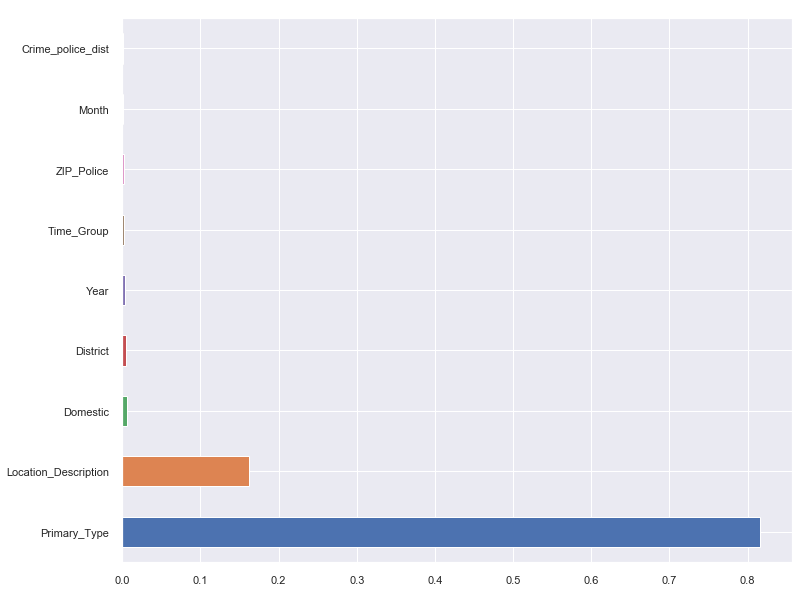 Crime_police_dist
Month
ZIP_Police
Time_Group
Year
District
Domestic
Location_Description
Primary_Type
0.0 0.1 0.2 0.3 0.4 0.5 0.6 0.7 0.8